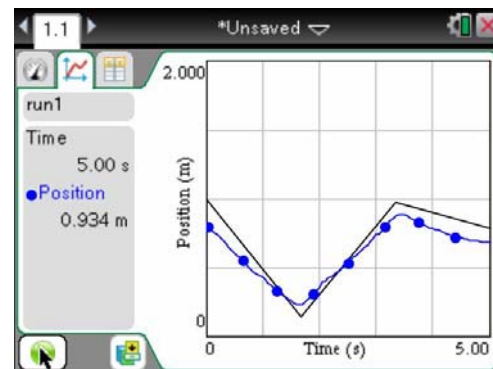 1.1
*Unsaved
run1
Time
5.00 s
Position
0.934 m
2.000
Position (m)
0
0
Time (s)
5.00